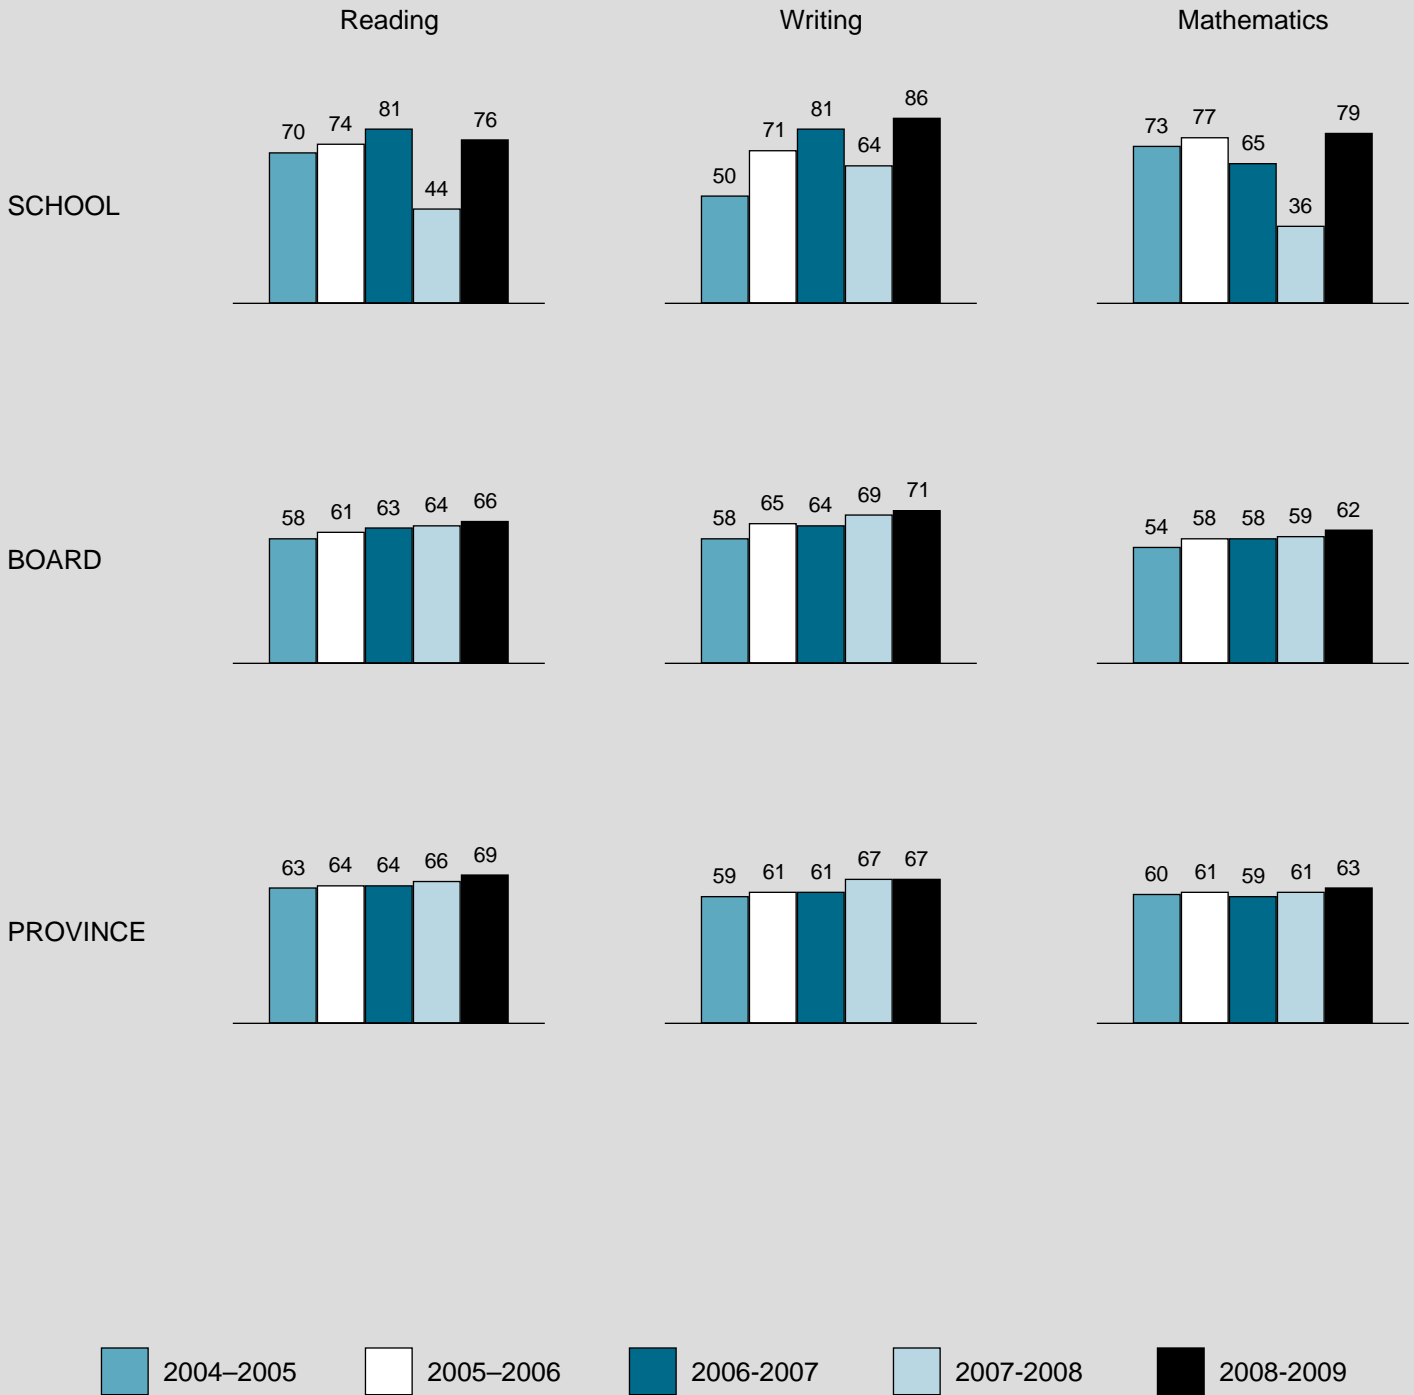 Reading Writing Mathematics
SCHOOL
70 74 81 44 76
50 71 81 64 86
73 77 65 36 79
BOARD
58 61 63 64 66
58 65 64 69 71
54 58 58 59 62
PROVINCE
63 64 64 66 69
59 61 61 67 67
60 61 59 61 63
2004–2005 2005–2006 2006-2007 2007-2008 2008-2009